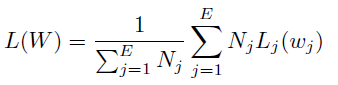 L(W) = \frac{1}{\sum_{j=1}^{E} N_j} \sum_{j=1}^{E} N_j L_j(w_j)